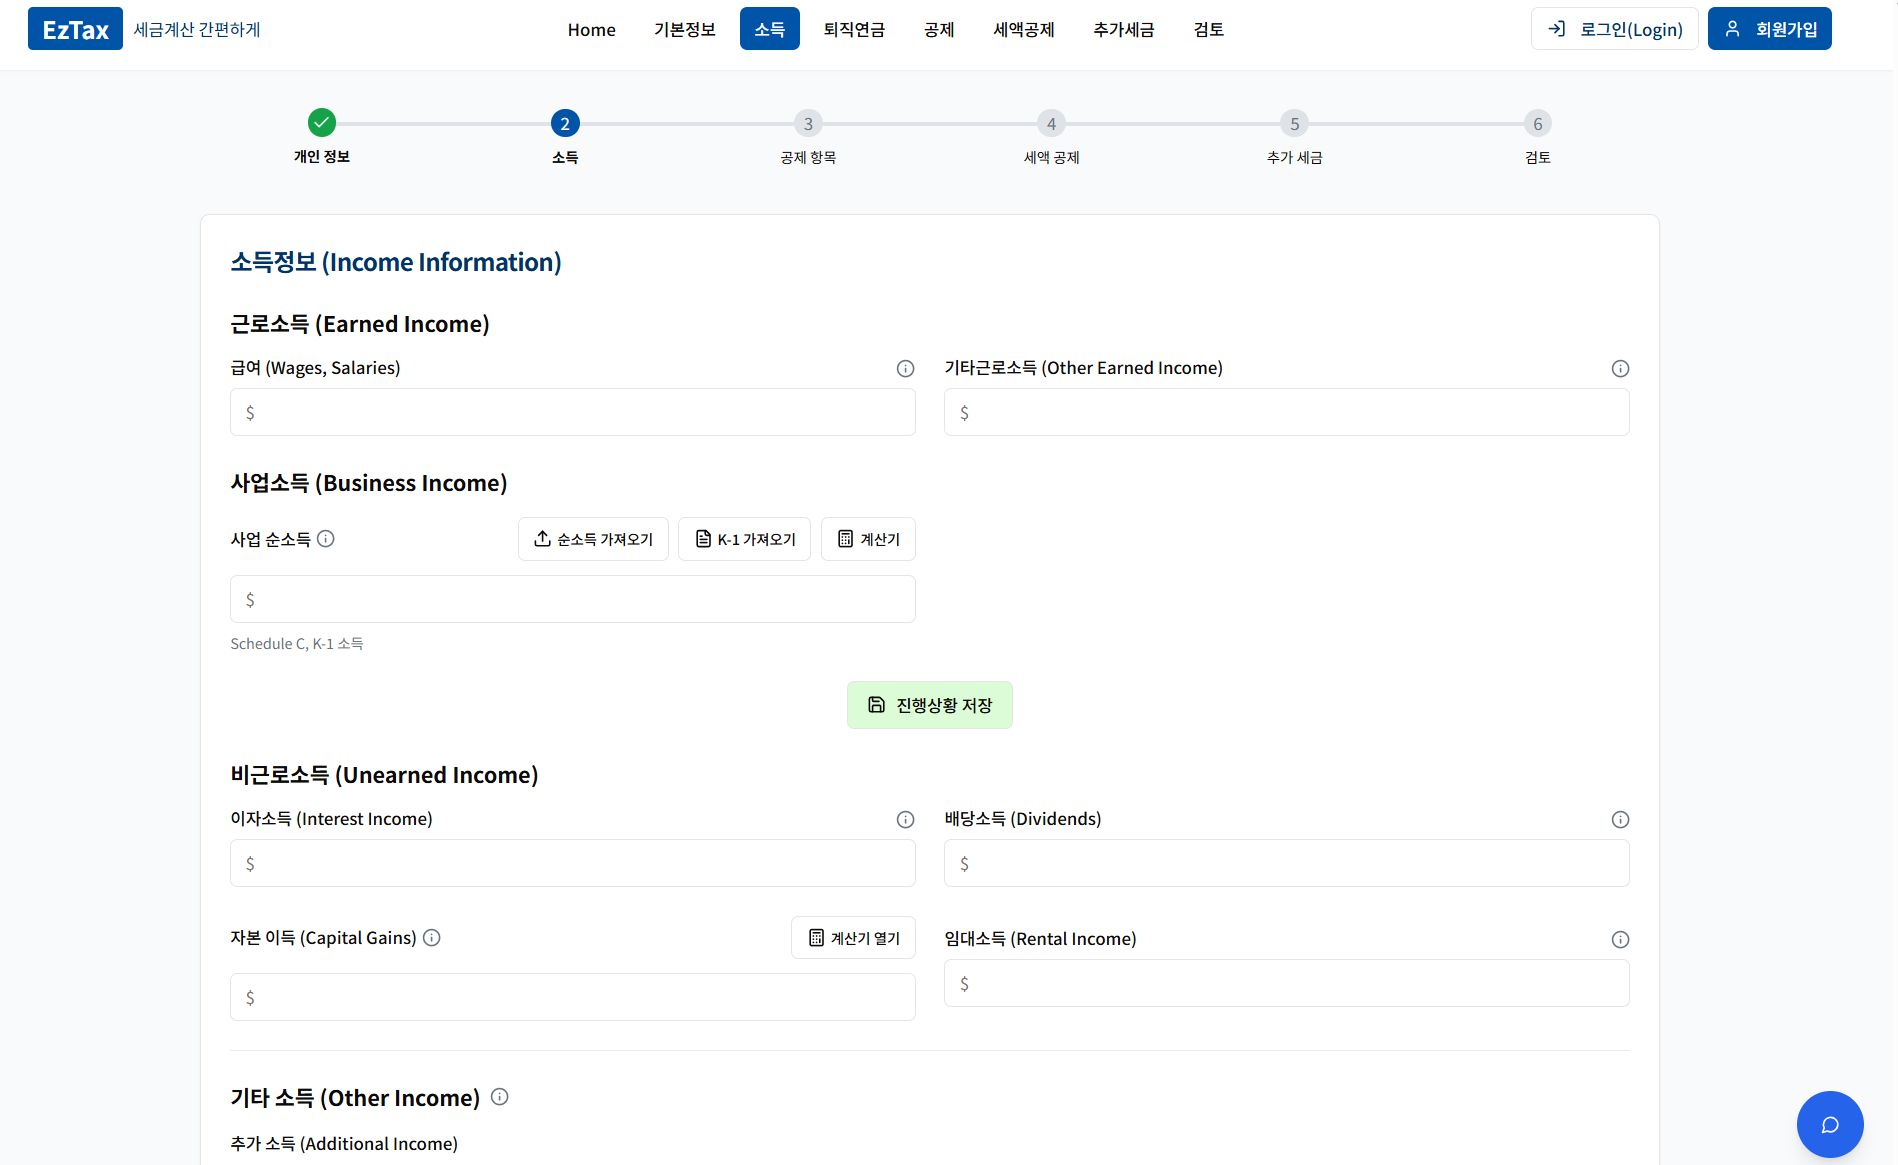 EzTax 세금계산 간편하게 Home 기본정보 소득 퇴직연금 공제 세액공제 추가세금 검토 로그인(Login) 회원가입
2 3 4 5 6
개인 정보 소득 공제 항목 세액 공제 추가 세금 검토
소득정보 (Income Information)
근로소득 (Earned Income)
급여 (Wages, Salaries) 기타근로소득 (Other Earned Income)
$ $
사업소득 (Business Income)
사업 순소득 순소득 가져오기 K-1 가져오기 계산기
$
Schedule C, K-1 소득
진행상황 저장
비근로소득 (Unearned Income)
이자소득 (Interest Income) 배당소득 (Dividends)
$ $
자본 이득 (Capital Gains) 계산기 열기 임대소득 (Rental Income)
$ $
기타 소득 (Other Income)
추가 소득 (Additional Income)